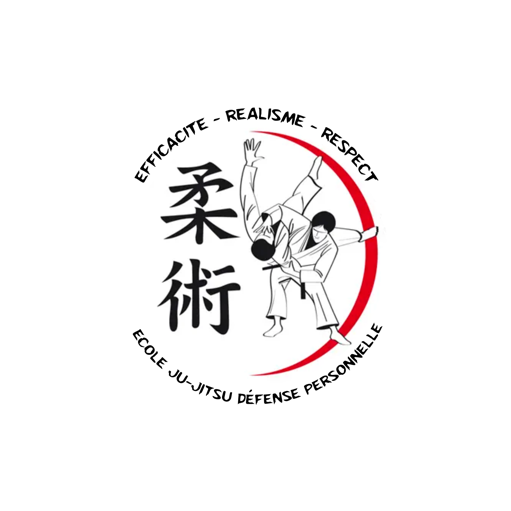 EFFICACITE - REALISME - RESPECT
柔
術
ECOLE JU-JITSU DÉFENSE PERSONNELLE